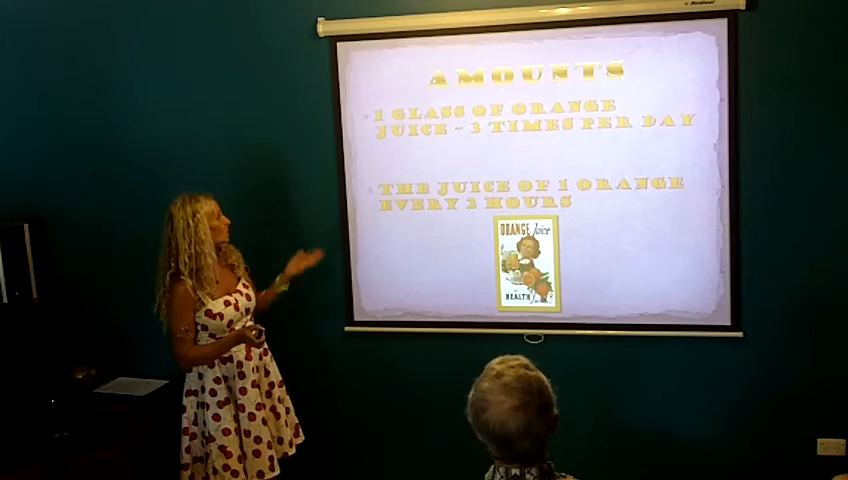 AMOUNTS
1 GLASS OF ORANGE
JUICE - 3 TIMES PER DAY
THE JUICE OF 1 ORANGE
EVERY 2 HOURS
ORANGE Juice
HEALTH